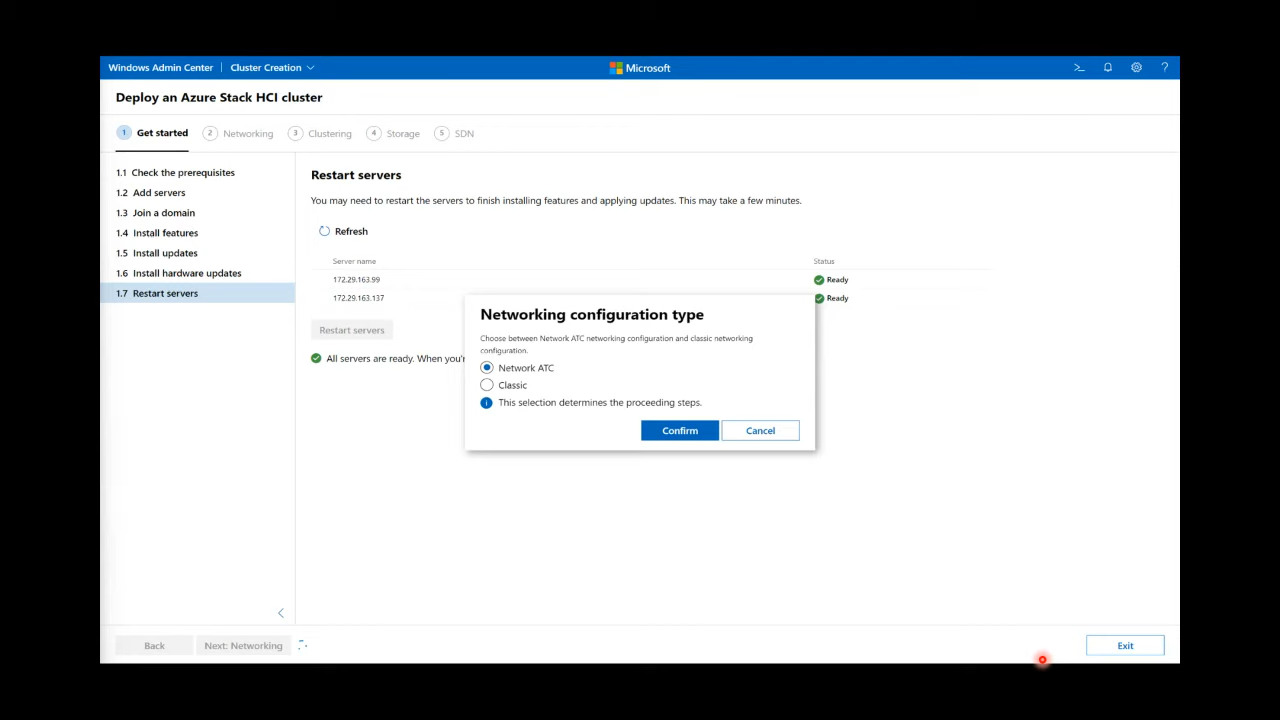 Windows Admin Center
Cluster Creation
Microsoft
>_
?
Deploy an Azure Stack HCI cluster
1 Get started
2 Networking
3 Clustering
4 Storage
5 SDN
1.1 Check the prerequisites
1.2 Add servers
1.3 Join a domain
1.4 Install features
1.5 Install updates
1.6 Install hardware updates
1.7 Restart servers
Restart servers
You may need to restart the servers to finish installing features and applying updates. This may take a few minutes.
Refresh
Server name Status
172.29.163.99 Ready
172.29.163.137 Ready
Restart servers
All servers are ready. When you'r
Networking configuration type
Choose between Network ATC networking configuration and classic networking
configuration.
Network ATC
Classic
This selection determines the proceeding steps.
Confirm
Cancel
Back
Next: Networking
Exit